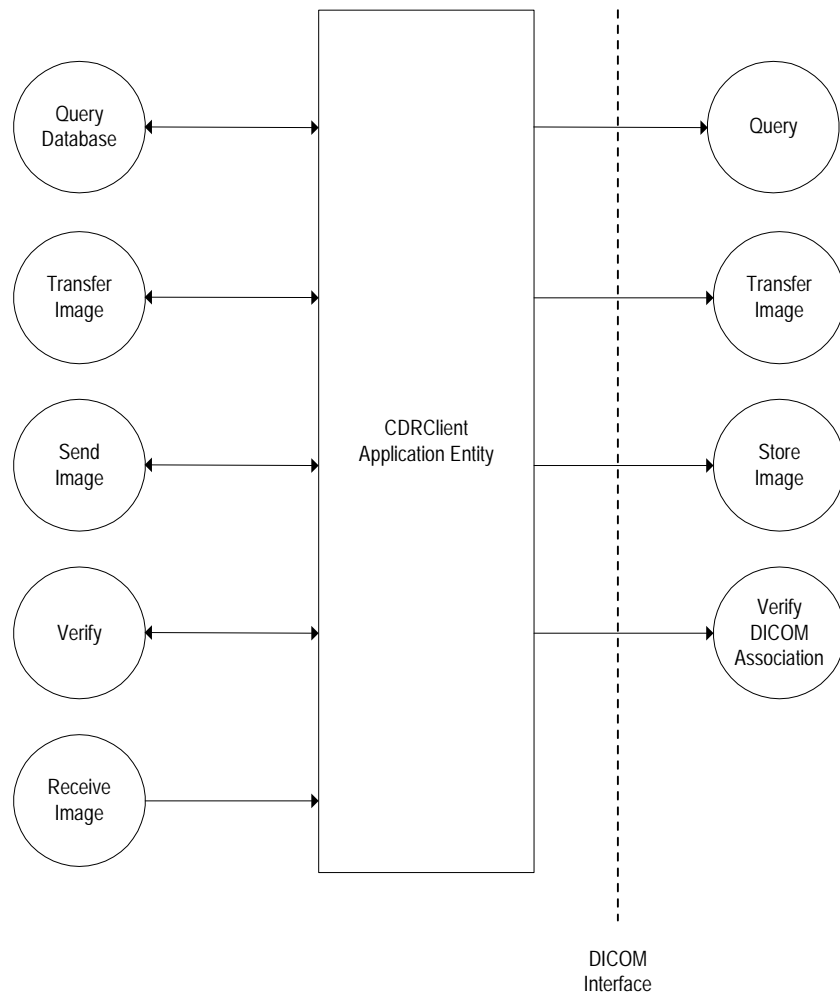 Query
Database
Query
Transfer
Image
Transfer
Image
CDRClient
Application Entity
Send
Image
Store
Image
Verify
Verify
DICOM
Association
Receive
Image
DICOM
Interface